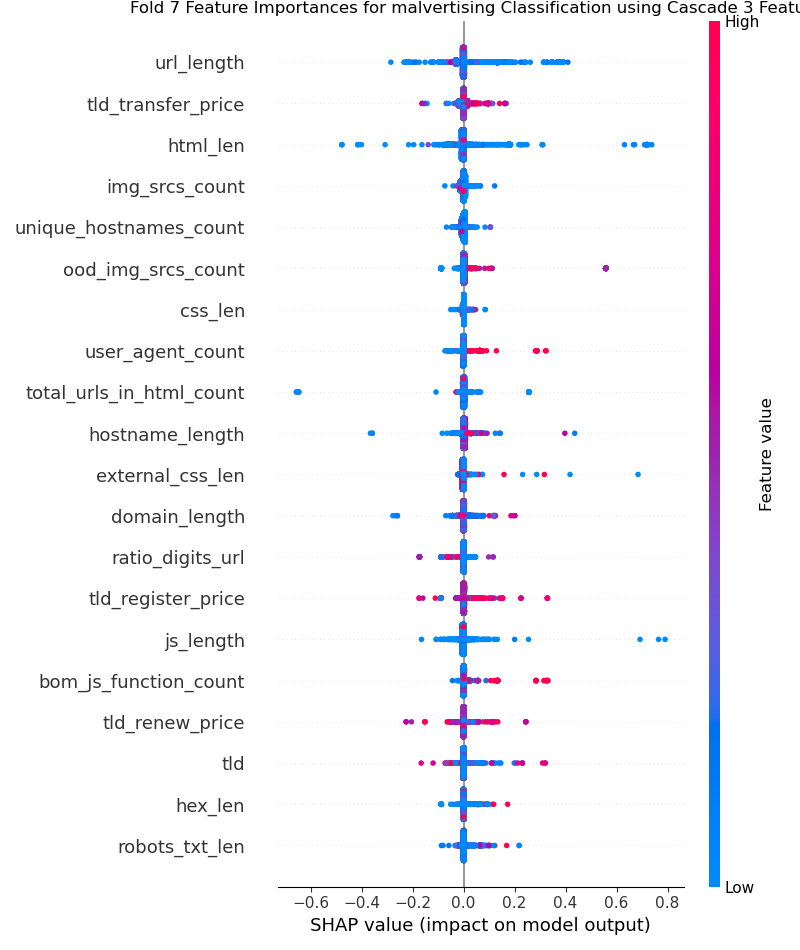 Fold 7 Feature Importances for malvertising Classification using Cascade 3 Featu
High
url_length
tld_transfer_price
html_len
img_srcs_count
unique_hostnames_count
ood_img_srcs_count
css_len
user_agent_count
total_urls_in_html_count
hostname_length
external_css_len
domain_length
ratio_digits_url
tld_register_price
js_length
bom_js_function_count
tld_renew_price
tld
hex_len
robots_txt_len
Feature value
Low
−0.6 −0.4 −0.2 0.0 0.2 0.4 0.6 0.8
SHAP value (impact on model output)